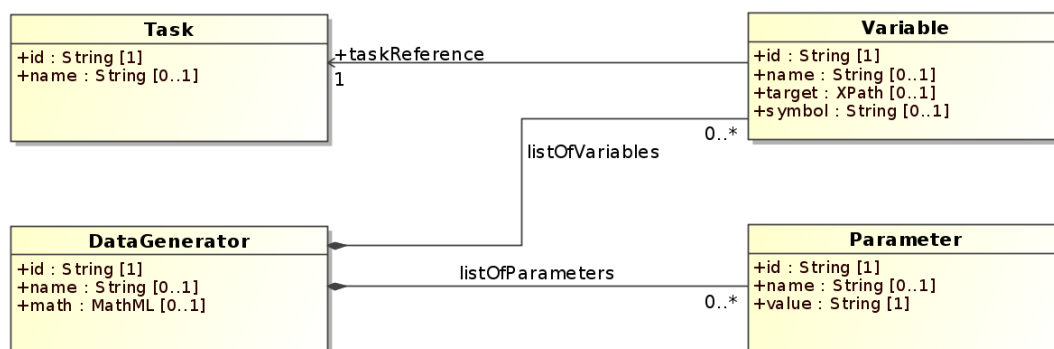 Task
+id : String [1]
+name : String [0..1]
+taskReference
1
Variable
+id : String [1]
+name : String [0..1]
+target : XPath [0..1]
+symbol : String [0..1]
0..*
listOfVariables
DataGenerator
+id : String [1]
+name : String [0..1]
+math : MathML [0..1]
listOfParameters
0..*
Parameter
+id : String [1]
+name : String [0..1]
+value : String [1]